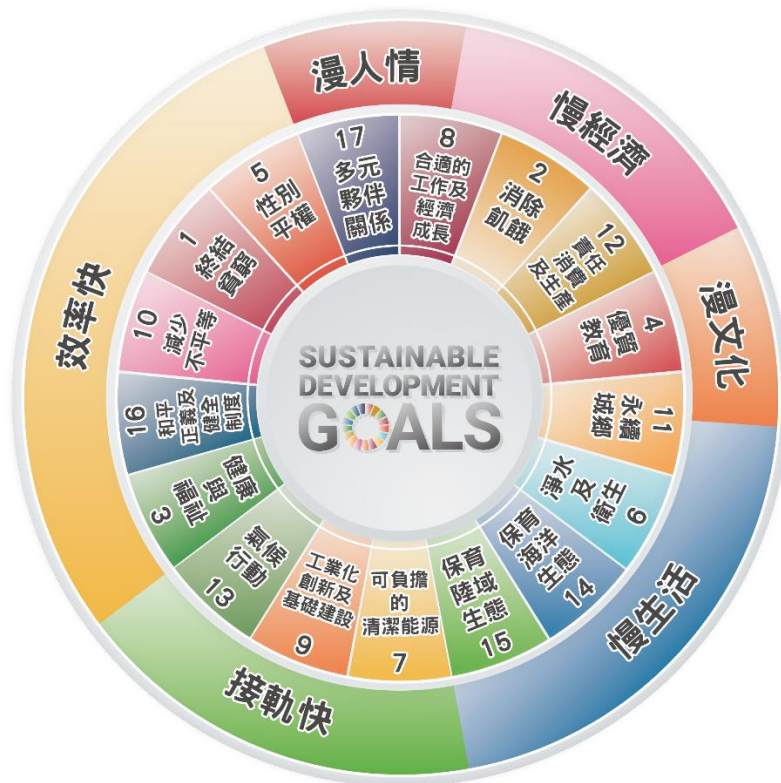 漫人情
慢經濟
漫文化
慢生活
接軌快
效率快
17
多元
夥伴
關係
8
合適的
工作及
經濟
成長
2
消除
飢餓
12
責任
消費
及生產
4
優質
教育
11
永續
城鄉
淨水
及
衛生
6
保育
海洋
生態
14
保育
陸域
生態
15
可負擔
的
清潔能源
7
工業化
創新及
基礎建設
9
氣候
行動
13
健康
與
福祉
3
16
和平
正義及
健全
制度
10
減少
不平等
1
終結
貧窮
5
性別
平權
SUSTAINABLE
DEVELOPMENT
GOALS